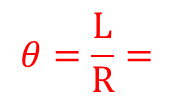 θ = L/R =